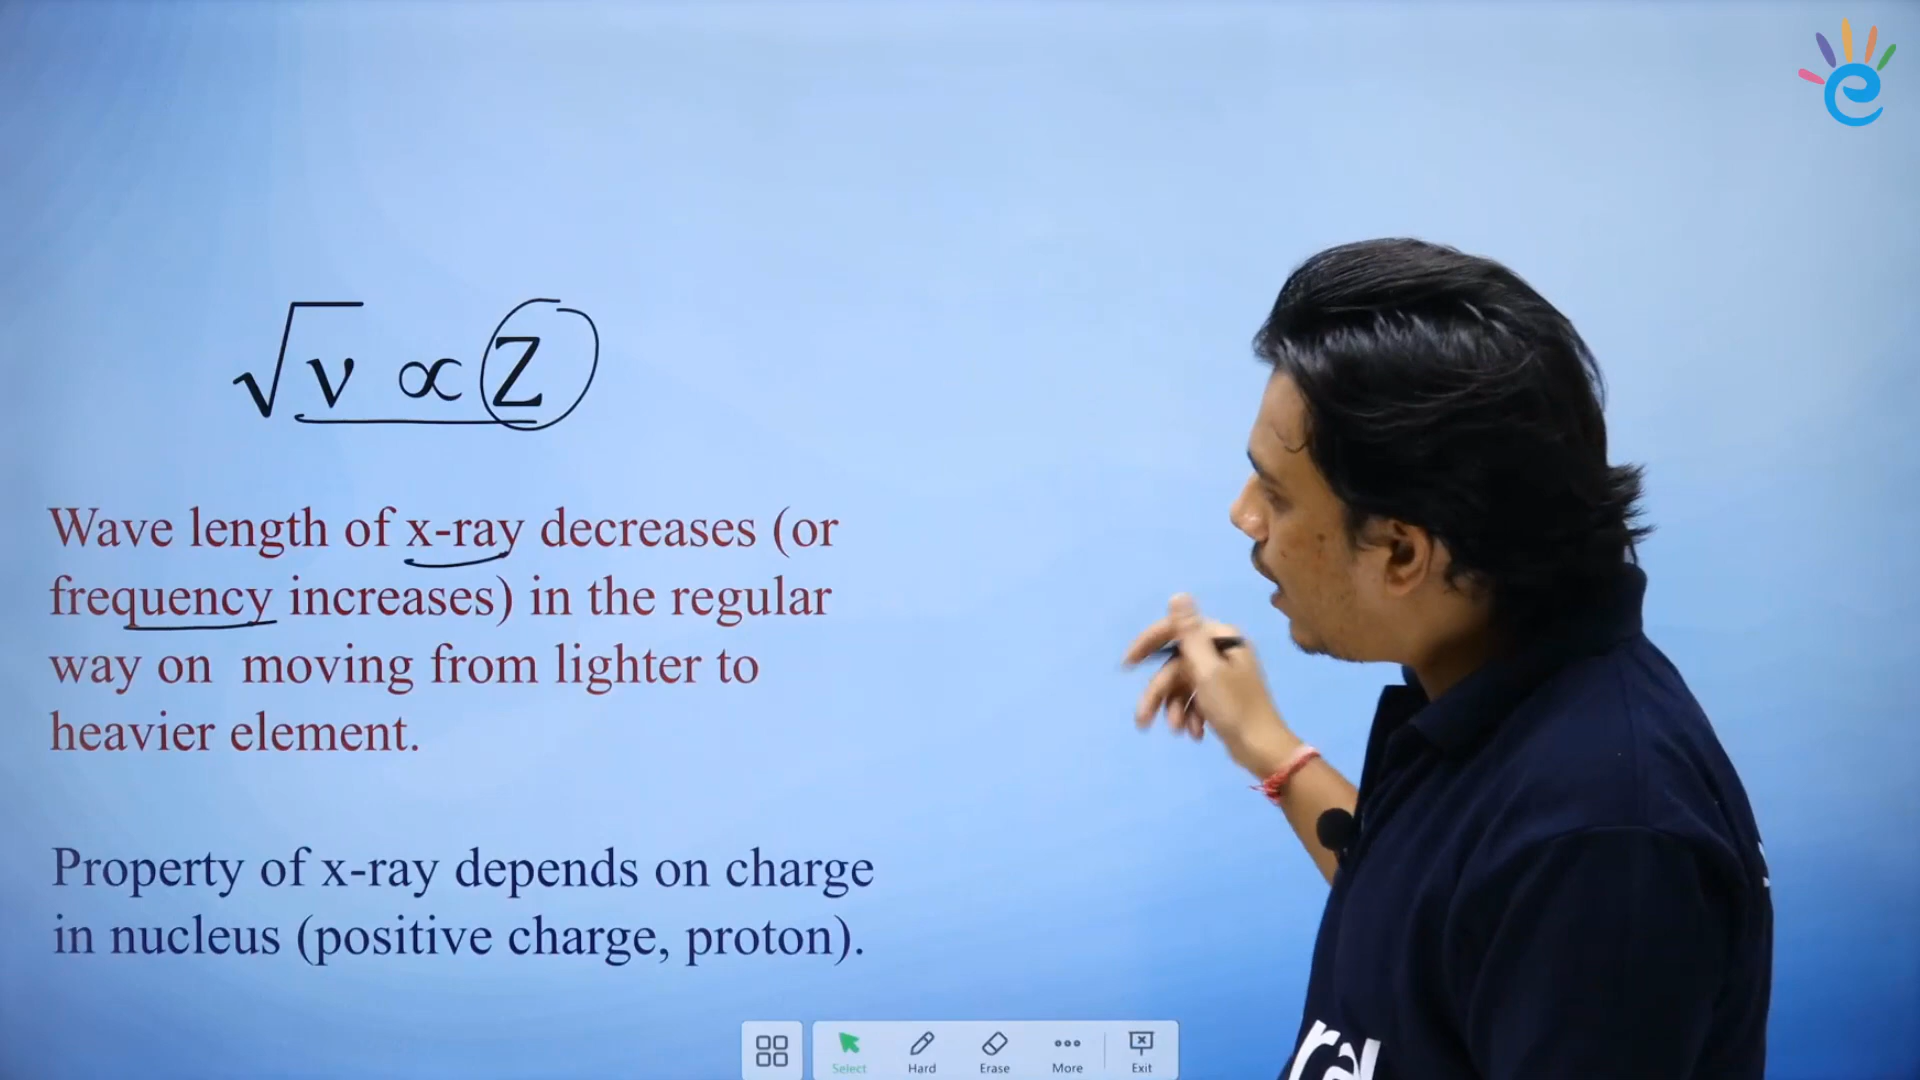 √ν ∝ Z
Wave length of x-ray decreases (or
frequency increases) in the regular
way on moving from lighter to
heavier element.
Property of x-ray depends on charge
in nucleus (positive charge, proton).
Select Hard Erase More Exit